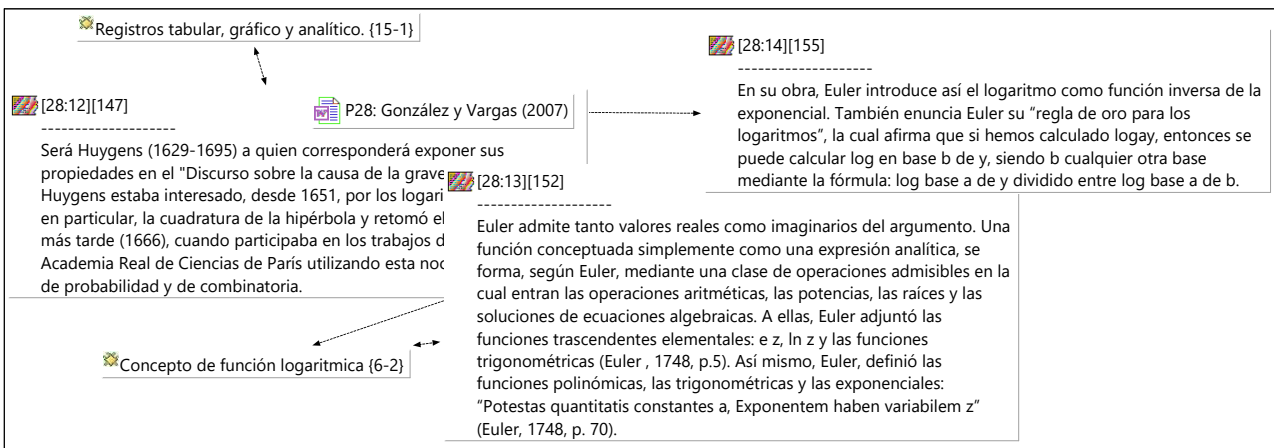 Registros tabular, gráfico y analítico. {15-1}
[28:12][147]
--------------------
Será Huygens (1629-1695) a quien corresponderá exponer sus
propiedades en el "Discurso sobre la causa de la grave
Huygens estaba interesado, desde 1651, por los logari
en particular, la cuadratura de la hipérbola y retomó el
más tarde (1666), cuando participaba en los trabajos d
Academia Real de Ciencias de París utilizando esta noc
de probabilidad y de combinatoria.
P28: González y Vargas (2007)
[28:14][155]
--------------------
En su obra, Euler introduce así el logaritmo como función inversa de la
exponencial. También enuncia Euler su “regla de oro para los
logaritmos”, la cual afirma que si hemos calculado logay, entonces se
puede calcular log en base b de y, siendo b cualquier otra base
mediante la fórmula: log base a de y dividido entre log base a de b.
[28:13][152]
--------------------
Euler admite tanto valores reales como imaginarios del argumento. Una
función conceptuada simplemente como una expresión analítica, se
forma, según Euler, mediante una clase de operaciones admisibles en la
cual entran las operaciones aritméticas, las potencias, las raíces y las
soluciones de ecuaciones algebraicas. A ellas, Euler adjuntó las
funciones trascendentes elementales: e z, ln z y las funciones
trigonométricas (Euler , 1748, p.5). Así mismo, Euler, definió las
funciones polinómicas, las trigonométricas y las exponenciales:
“Potestas quantitatis constantes a, Exponentem haben variabilem z”
(Euler, 1748, p. 70).
Concepto de función logaritmica {6-2}